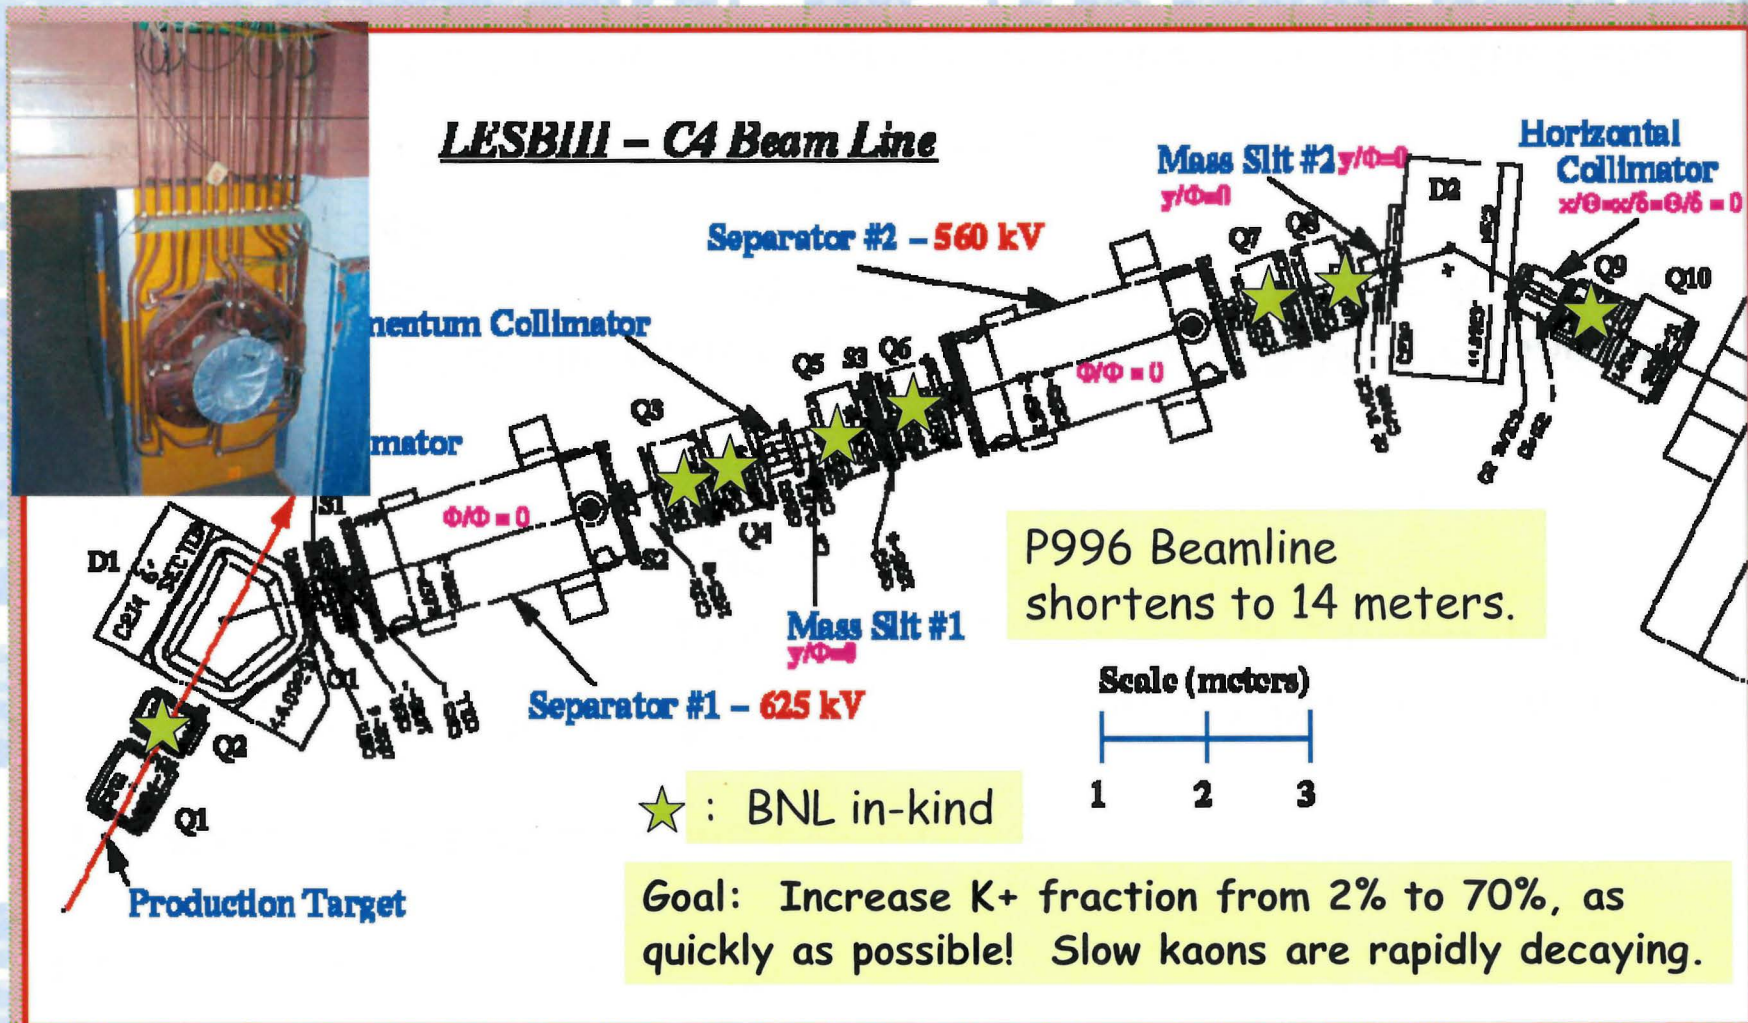 LESBIII – C4 Beam Line
Horizontal
Collimator
x/Θ=x/δ=Θ/δ = 0
Mass Slit #2 y/Φ=0
y/Φ=0
D2
Separator #2 – 560 kV
Q7
Q8
Q9
Q10
mentum Collimator
Q5
S3
Q6
Φ/Φ = 0
Q3
mator
S1
Φ/Φ = 0
Q4
S2
D1
P996 Beamline
shortens to 14 meters.
Mass Slit #1
Separator #1 – 625 kV
Scale (meters)
1 2 3
Q2
Q1
: BNL in-kind
Production Target
Goal: Increase K+ fraction from 2% to 70%, as
quickly as possible! Slow kaons are rapidly decaying.